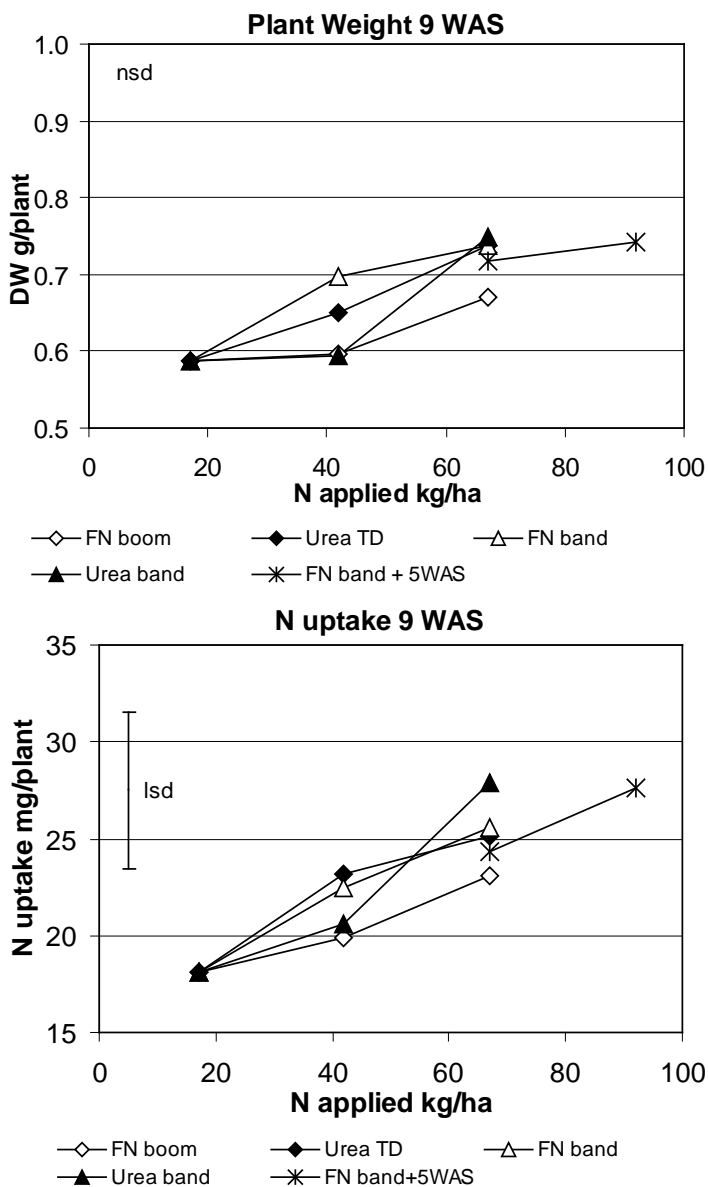 Plant Weight 9 WAS
1.0
nsd
0.9
0.8
0.7
0.6
0.5
DW g/plant
0 20 40 60 80 100
N applied kg/ha
FN boom Urea TD FN band
Urea band FN band + 5WAS
N uptake 9 WAS
35
30
lsd
25
20
15
N uptake mg/plant
0 20 40 60 80 100
N applied kg/ha
FN boom Urea TD FN band
Urea band FN band+5WAS